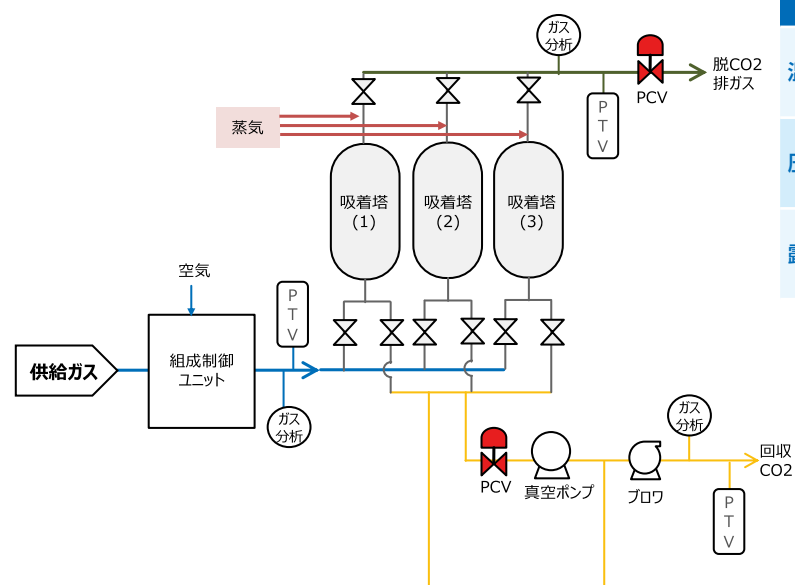 ガス
分析
脱CO2
排ガス
PCV
P
T
V
蒸気
吸着塔
(1)
吸着塔
(2)
吸着塔
(3)
空気
P
T
V
組成制御
ユニット
供給ガス
ガス
分析
ガス
分析
回収
CO2
PCV
真空ポンプ
ブロワ
P
T
V